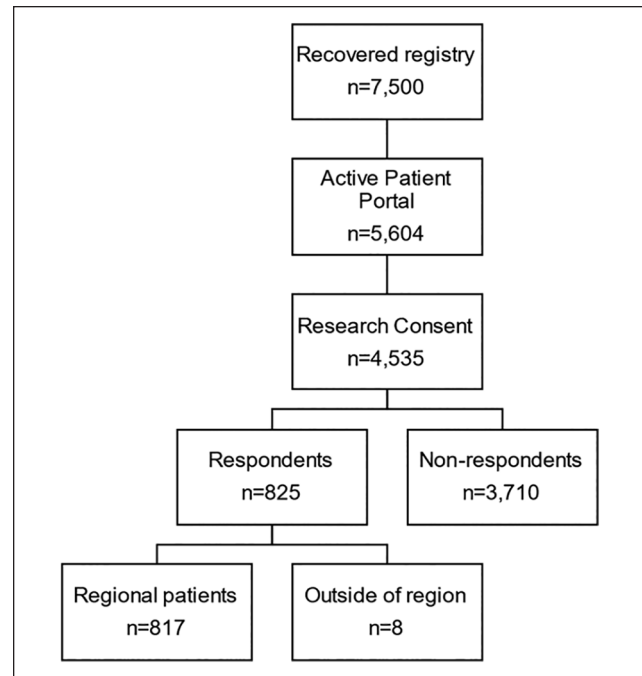 Recovered registry
n=7,500
Active Patient
Portal
n=5,604
Research Consent
n=4,535
Respondents
n=825
Non-respondents
n=3,710
Regional patients
n=817
Outside of region
n=8